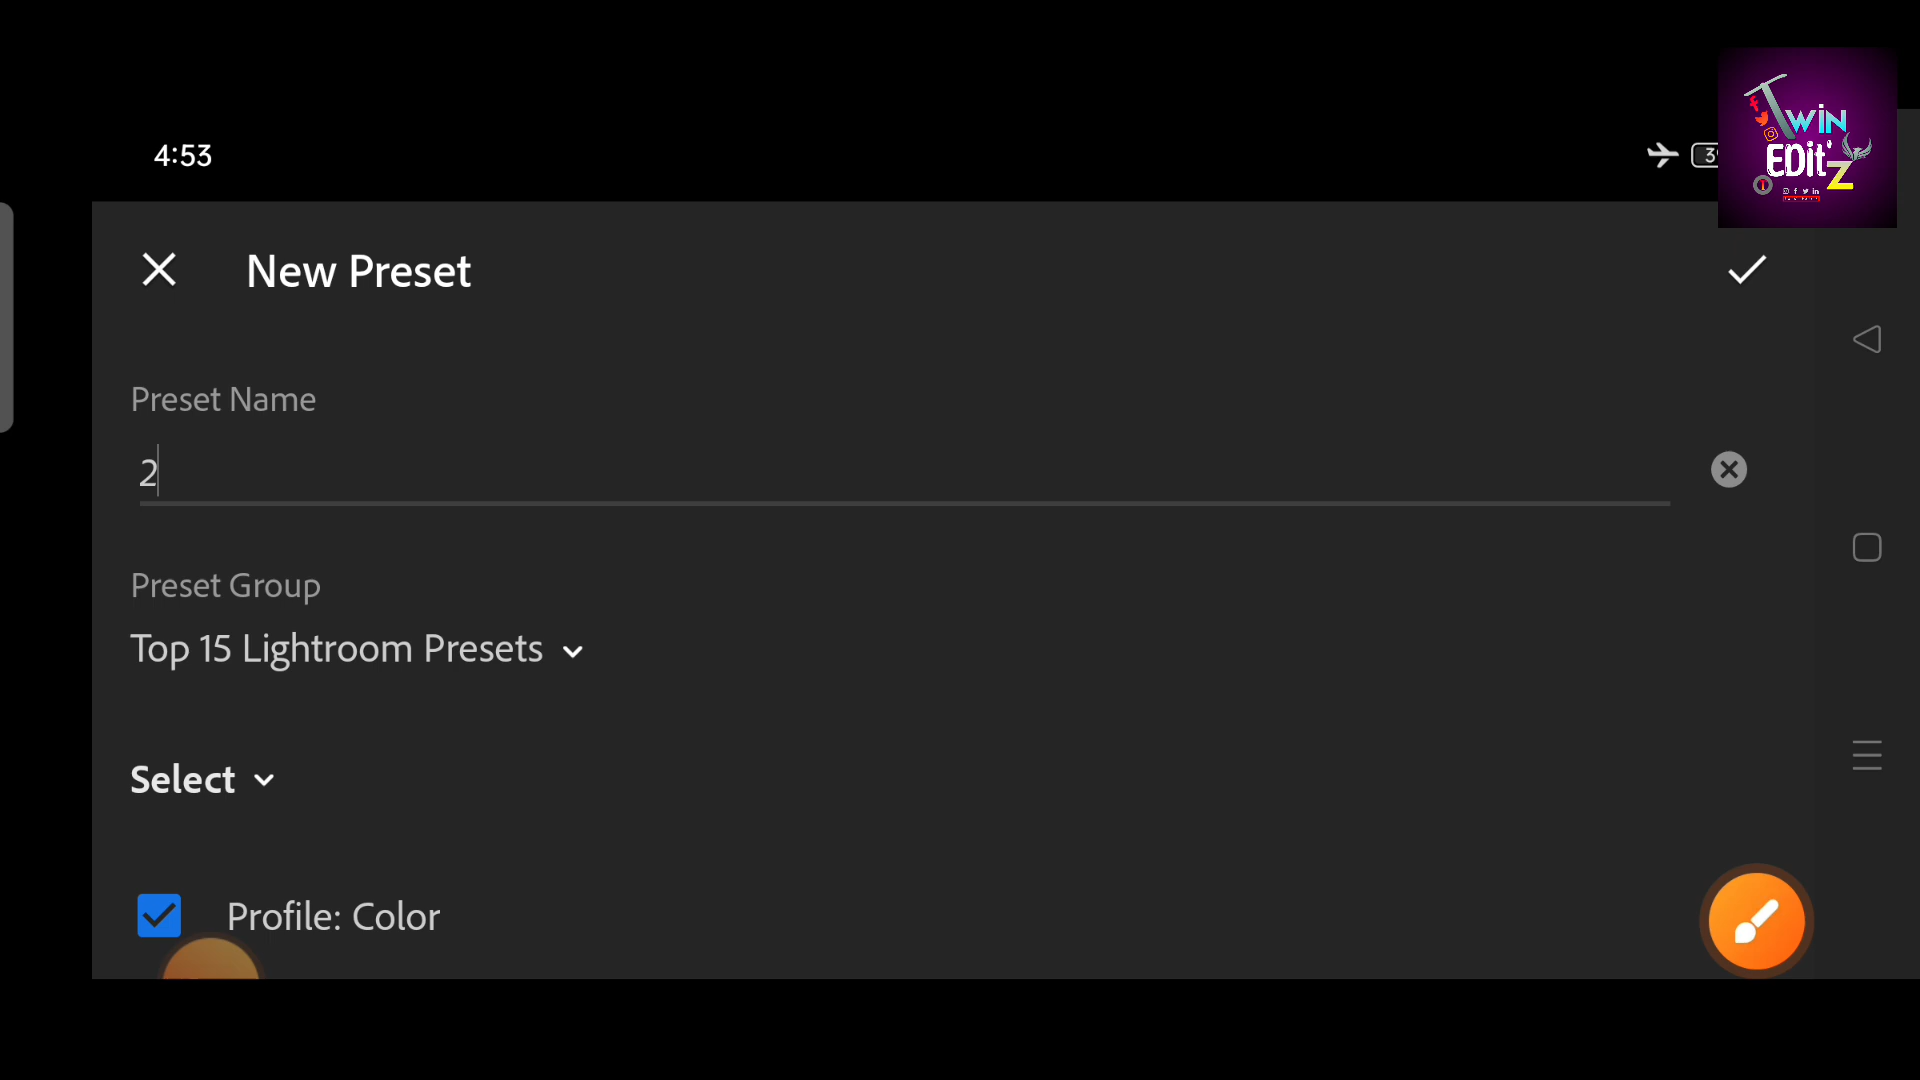 4:53
Twin
EDit'Z
New Preset
Preset Name
2
Preset Group
Top 15 Lightroom Presets
Select
Profile: Color